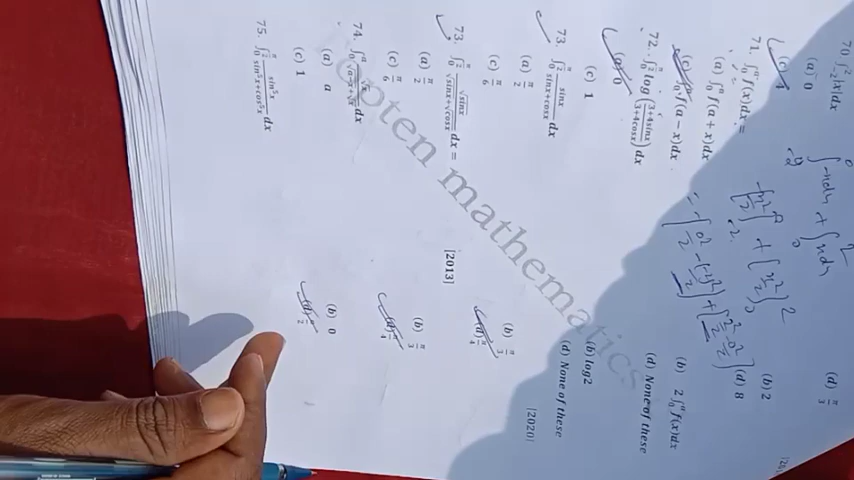 70. ∫₋₂² |x|dx
(a) 0 (b) 2
(c) 4 (d) 8
71. ∫₀ᵃ f(x)dx =
(a) ∫₀ᵃ f(a + x)dx (b) 2∫₀ᵃ f(x)dx
(c) ∫₀ᵃ f(a − x)dx (d) None of these
72. ∫₀^(π/2) log((3+4sinx)/(3+4cosx))dx [2020]
(a) 0 (b) log2
(c) 1 (d) None of these
73. ∫₀^(π/2) sinx/(sinx+cosx) dx
(a) π/2 (b) π/3
(c) π/6 (d) π/4
73. ∫₀^(π/2) √sinx/(√sinx+√cosx) dx = [2013]
(a) π/2 (b) π/3
(c) π/6 (d) π/4
74. ∫₀ᵃ √x/(√(a−x)+√x) dx
(a) a (b) 0
(c) 1 (d) a/2
75. ∫₀^(π/2) sin⁵x/(sin⁵x+cos⁵x) dx
(d) π/3
mathematics